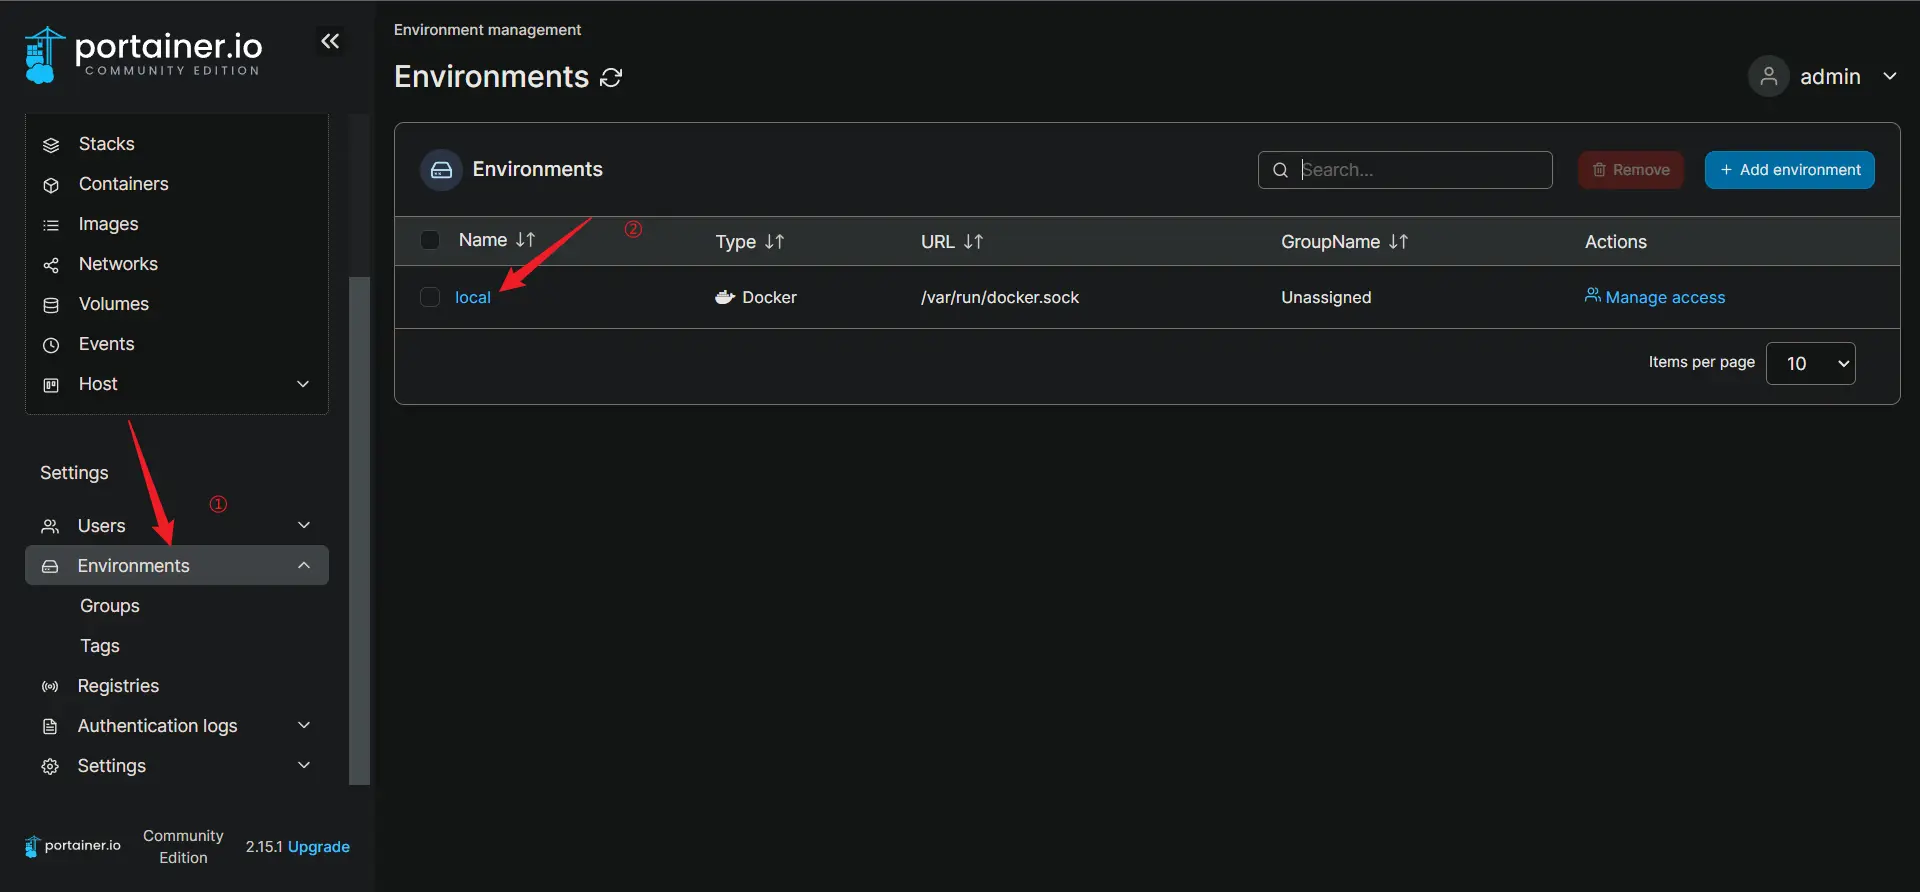 portainer.io
COMMUNITY EDITION
Stacks
Containers
Images
Networks
Volumes
Events
Host
Settings
①
Users
Environments
Groups
Tags
Registries
Authentication logs
Settings
portainer.io
Community
Edition
2.15.1 Upgrade
Environment management
Environments
admin
Environments
Search...
Remove
+ Add environment
②
Name Type URL GroupName Actions
local Docker /var/run/docker.sock Unassigned Manage access
Items per page 10